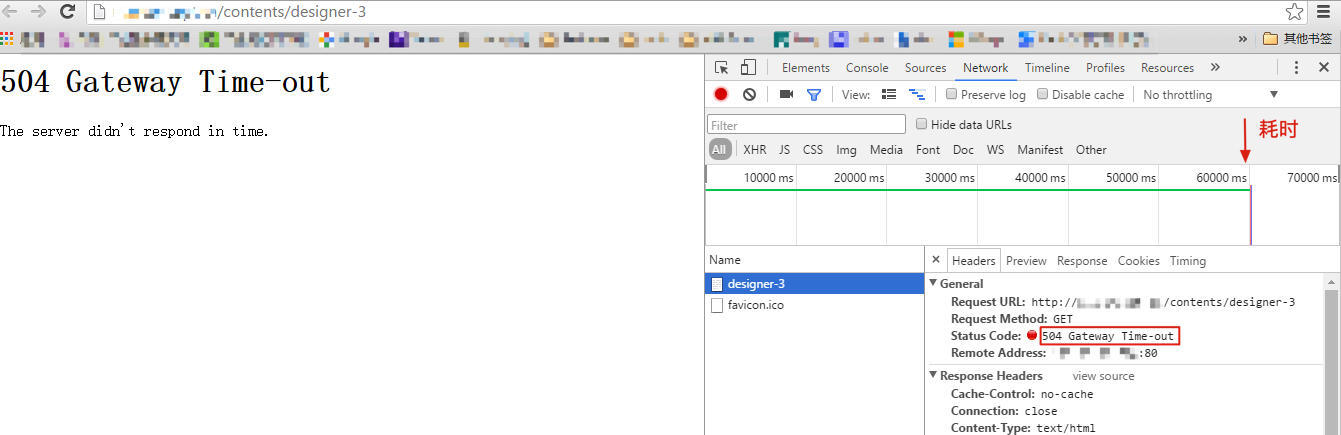 /contents/designer-3
» 其他书签
504 Gateway Time-out
The server didn't respond in time.
Elements Console Sources Network Timeline Profiles Resources »
View: Preserve log Disable cache No throttling
Filter Hide data URLs
耗时
All XHR JS CSS Img Media Font Doc WS Manifest Other
10000 ms 20000 ms 30000 ms 40000 ms 50000 ms 60000 ms 70000 ms
Name
designer-3
favicon.ico
× Headers Preview Response Cookies Timing
General
Request URL: http:// /contents/designer-3
Request Method: GET
Status Code: 504 Gateway Time-out
Remote Address: :80
Response Headers view source
Cache-Control: no-cache
Connection: close
Content-Type: text/html